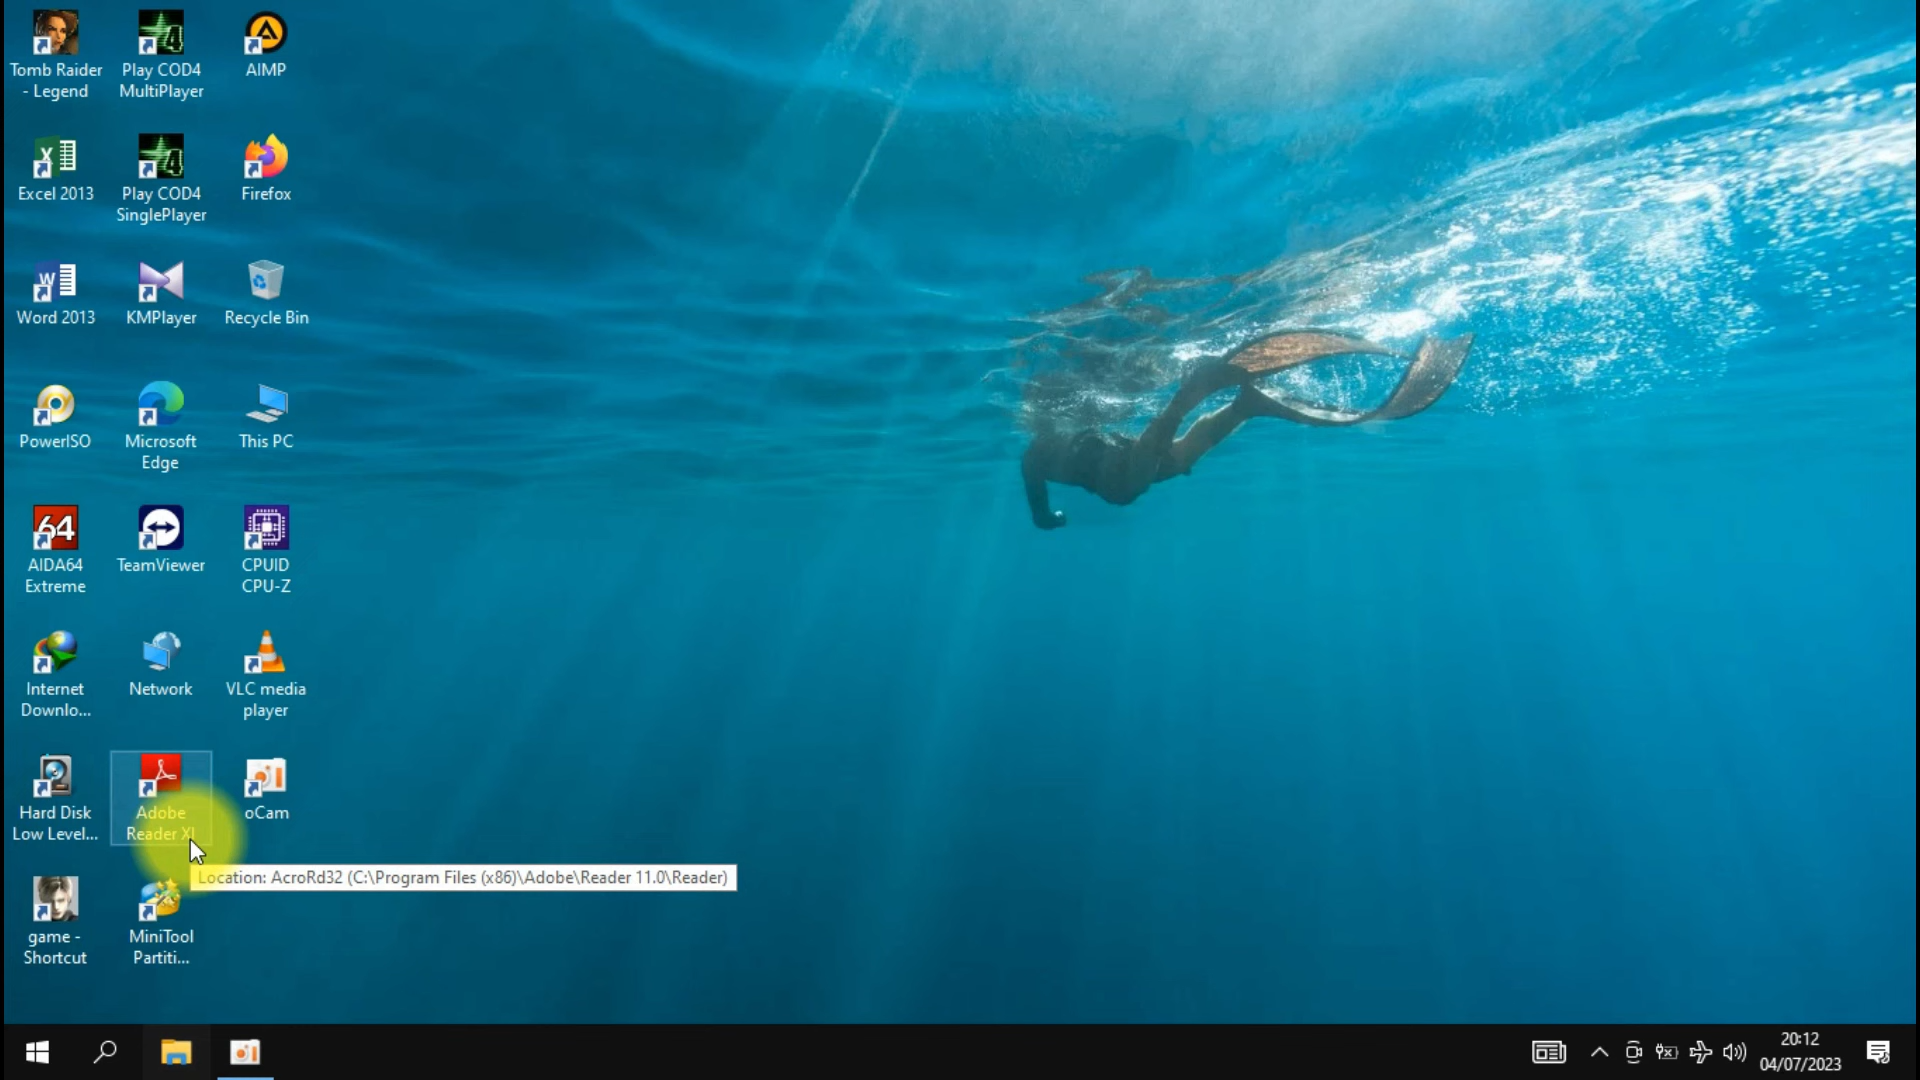 Tomb Raider
- Legend
Play COD4
MultiPlayer
AIMP
Excel 2013
Play COD4
SinglePlayer
Firefox
Word 2013
KMPlayer
Recycle Bin
PowerISO
Microsoft
Edge
This PC
64
AIDA64
Extreme
TeamViewer
CPUID
CPU-Z
Internet
Downlo...
Network
VLC media
player
Hard Disk
Low Level...
Adobe
Reader XI
oCam
Location: AcroRd32 (C:\Program Files (x86)\Adobe\Reader 11.0\Reader)
game -
Shortcut
MiniTool
Partiti...
20:12
04/07/2023